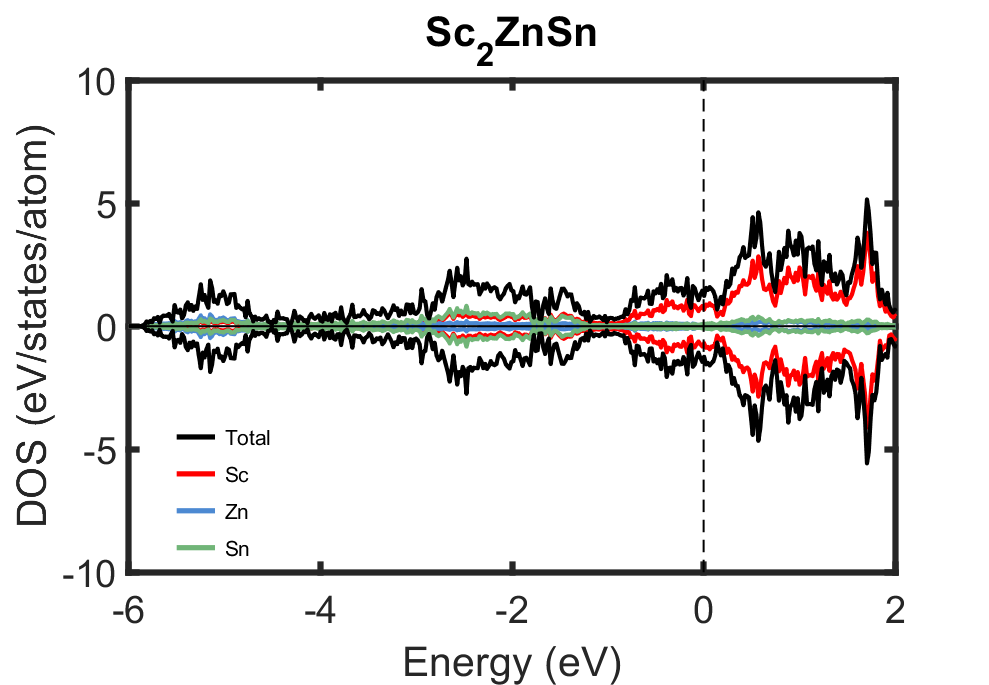 Sc₂ZnSn
10
5
0
-5
-10
DOS (eV/states/atom)
Total
Sc
Zn
Sn
-6 -4 -2 0 2
Energy (eV)